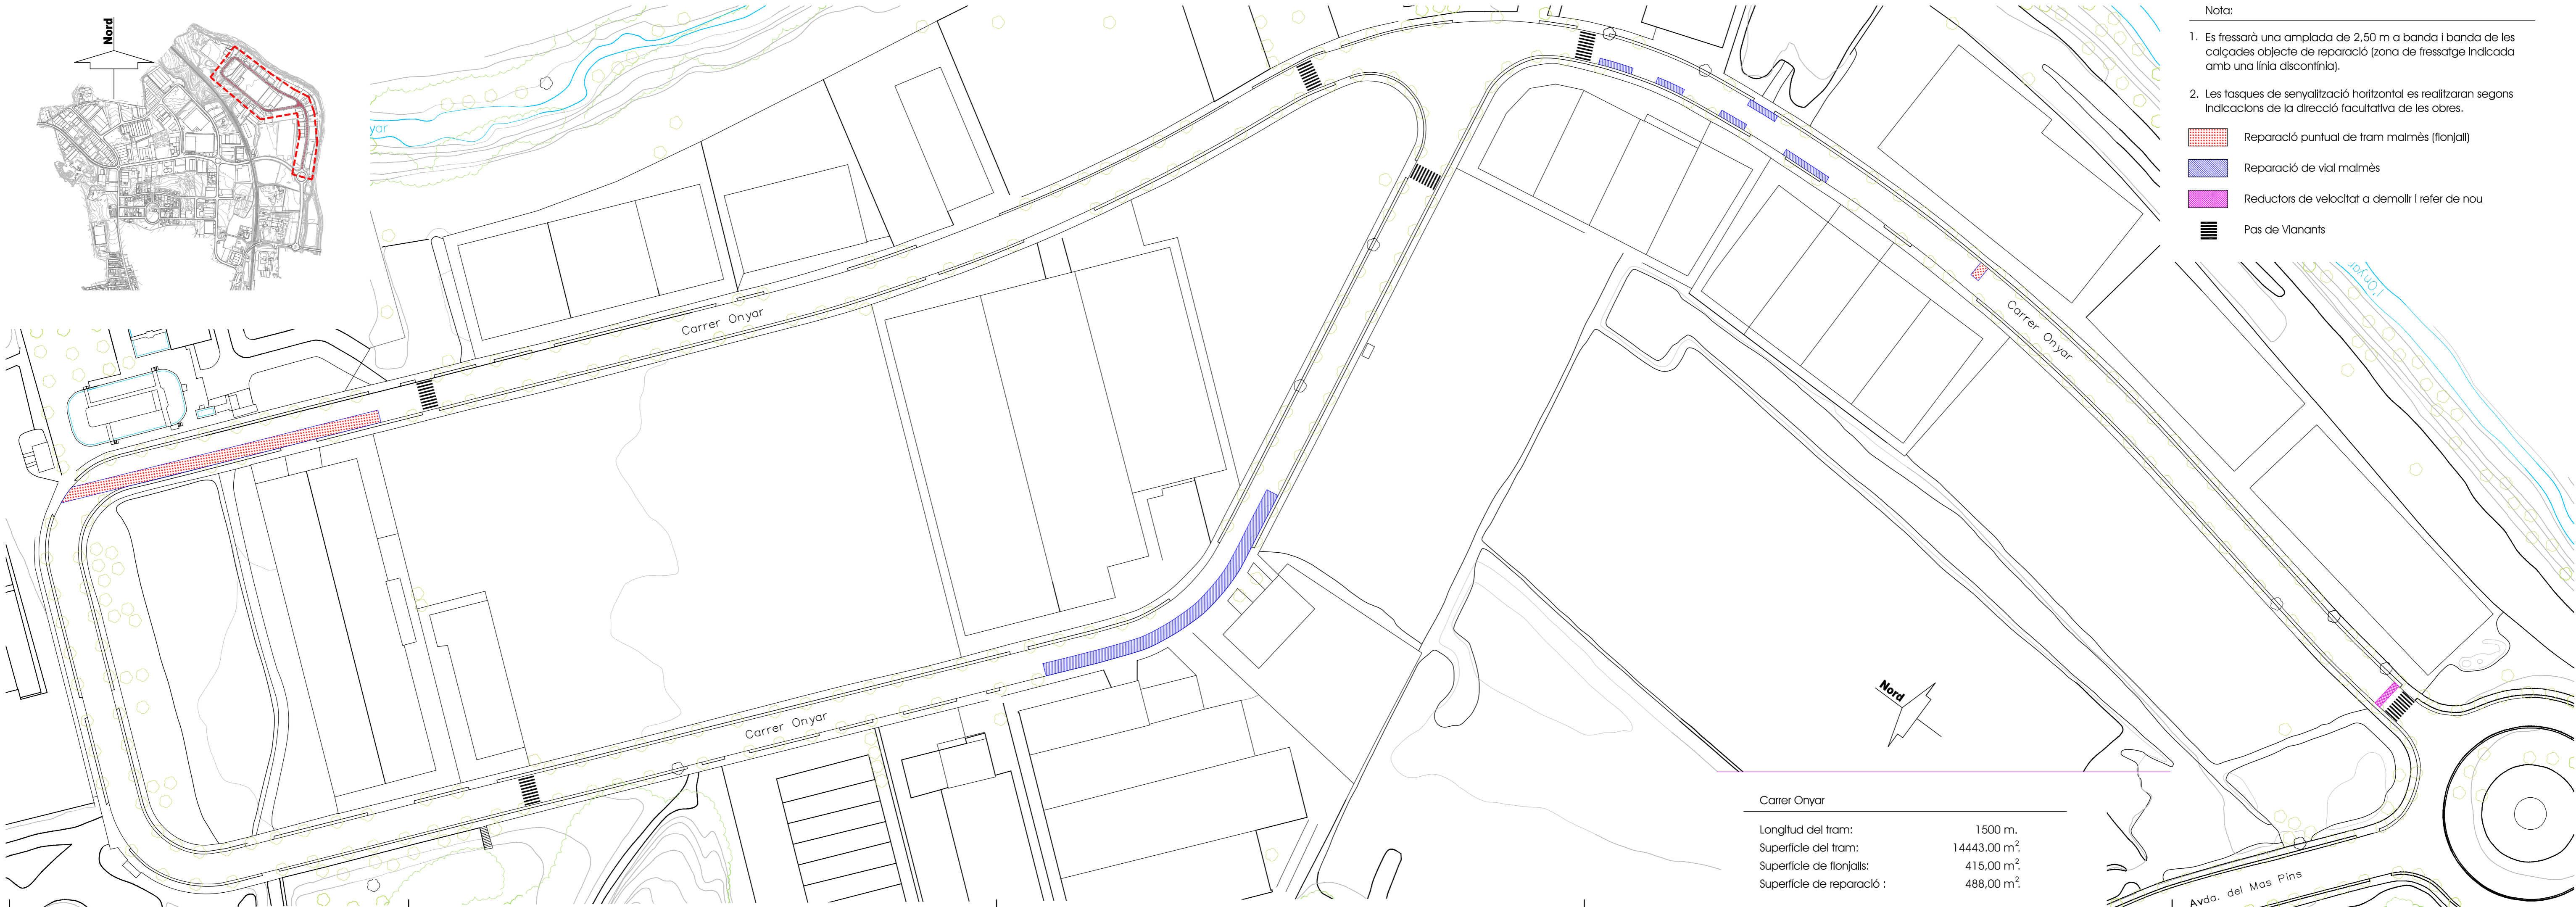 Nord
Nota:
1. Es fressarà una amplada de 2,50 m a banda i banda de les
calçades objecte de reparació (zona de fressatge indicada
amb una línia discontínia).
2. Les tasques de senyalització horitzontal es realitzaran segons
indicacions de la direcció facultativa de les obres.
Reparació puntual de tram malmès (flonjall)
Reparació de vial malmès
Reductors de velocitat a demolir i refer de nou
Pas de Vianants
yar
l'Onyar
Carrer Onyar
Carrer Onyar
Carrer Onyar
Nord
Carrer Onyar
Longitud del tram: 1500 m.
Superfície del tram: 14443.00 m².
Superfície de flonjalls: 415,00 m².
Superfície de reparació : 488,00 m².
Avda. del Mas Pins